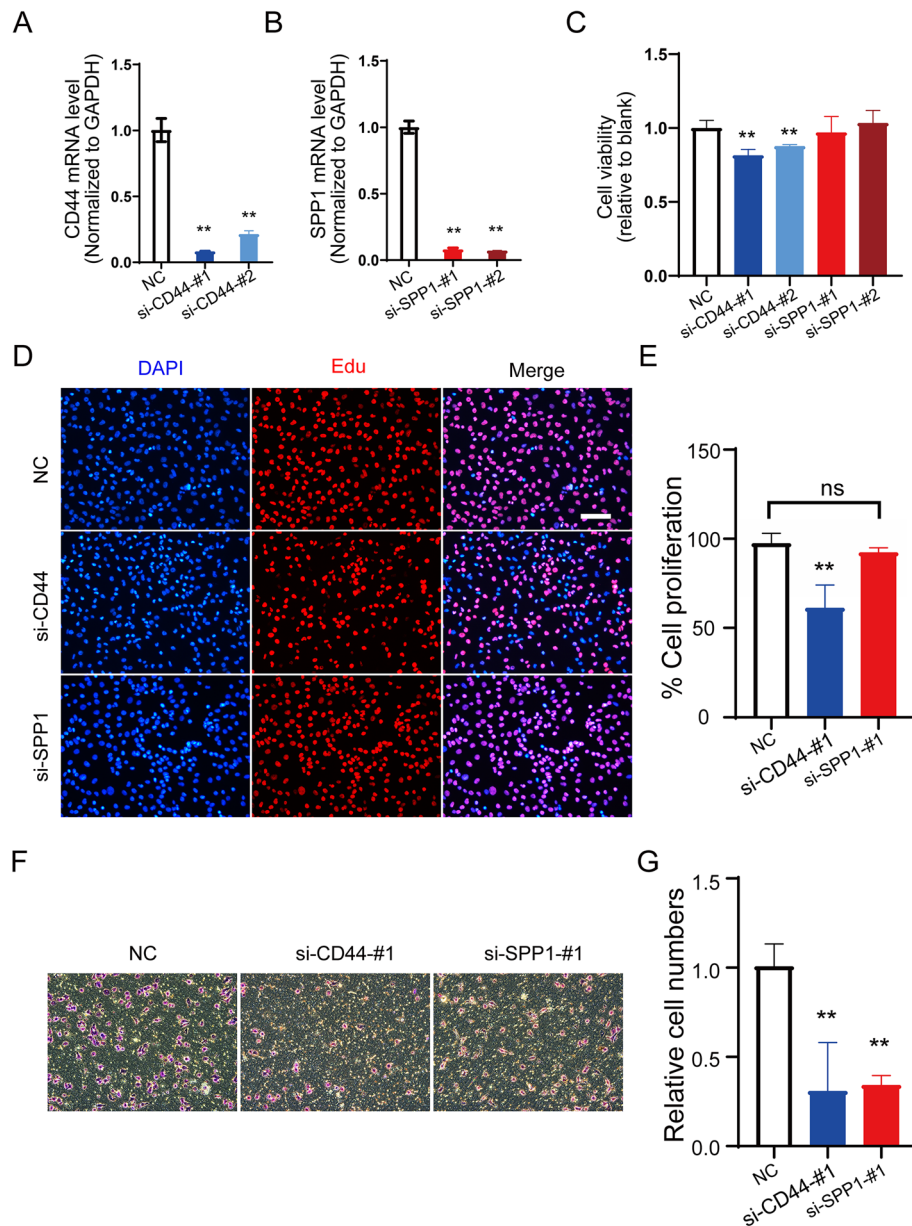 A
CD44 mRNA level
(Normalized to GAPDH)
1.5
1.0
0.5
0.0
**
**
NC
si-CD44-#1
si-CD44-#2
B
SPP1 mRNA level
(Normalized to GAPDH)
1.5
1.0
0.5
0.0
**
**
NC
si-SPP1-#1
si-SPP1-#2
C
Cell viability
(relative to blank)
1.5
1.0
0.5
0.0
**
**
NC
si-CD44-#1
si-CD44-#2
si-SPP1-#1
si-SPP1-#2
D
DAPI
Edu
Merge
NC
si-CD44
si-SPP1
E
% Cell proliferation
150
100
50
0
ns
**
NC
si-CD44-#1
si-SPP1-#1
F
NC
si-CD44-#1
si-SPP1-#1
G
Relative cell numbers
1.5
1.0
0.5
0.0
**
**
NC
si-CD44-#1
si-SPP1-#1